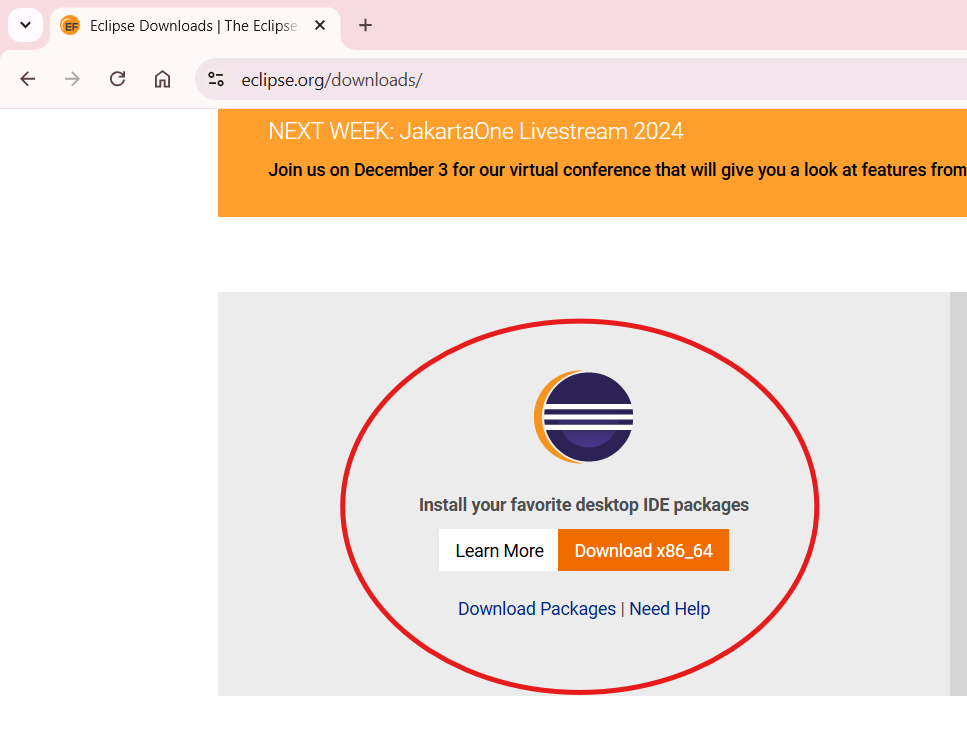 EF Eclipse Downloads | The Eclipse
eclipse.org/downloads/
NEXT WEEK: JakartaOne Livestream 2024
Join us on December 3 for our virtual conference that will give you a look at features from
Install your favorite desktop IDE packages
Learn More Download x86_64
Download Packages | Need Help